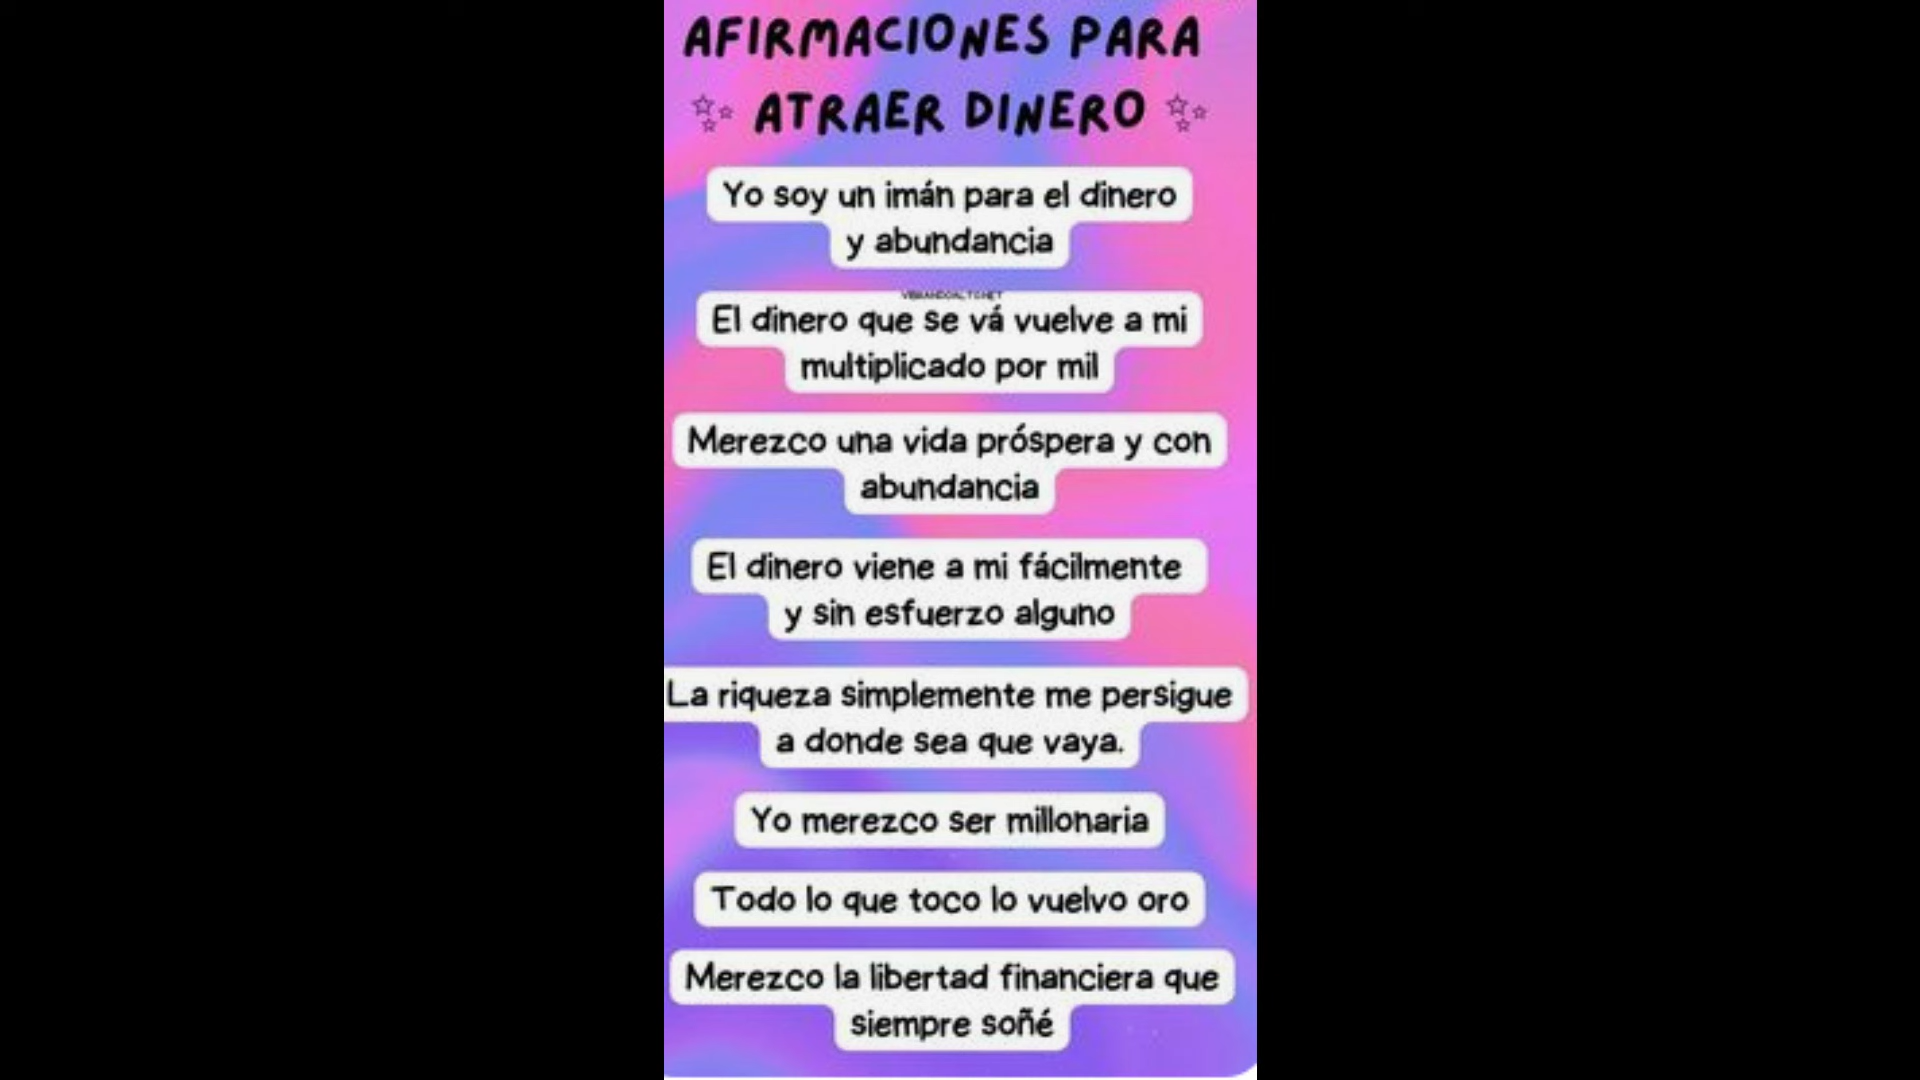 AFIRMACIONES PARA
ATRAER DINERO
Yo soy un imán para el dinero
y abundancia
VIBRANDOALTO.NET
El dinero que se vá vuelve a mi
multiplicado por mil
Merezco una vida próspera y con
abundancia
El dinero viene a mi fácilmente
y sin esfuerzo alguno
La riqueza simplemente me persigue
a donde sea que vaya.
Yo merezco ser millonaria
Todo lo que toco lo vuelvo oro
Merezco la libertad financiera que
siempre soñé